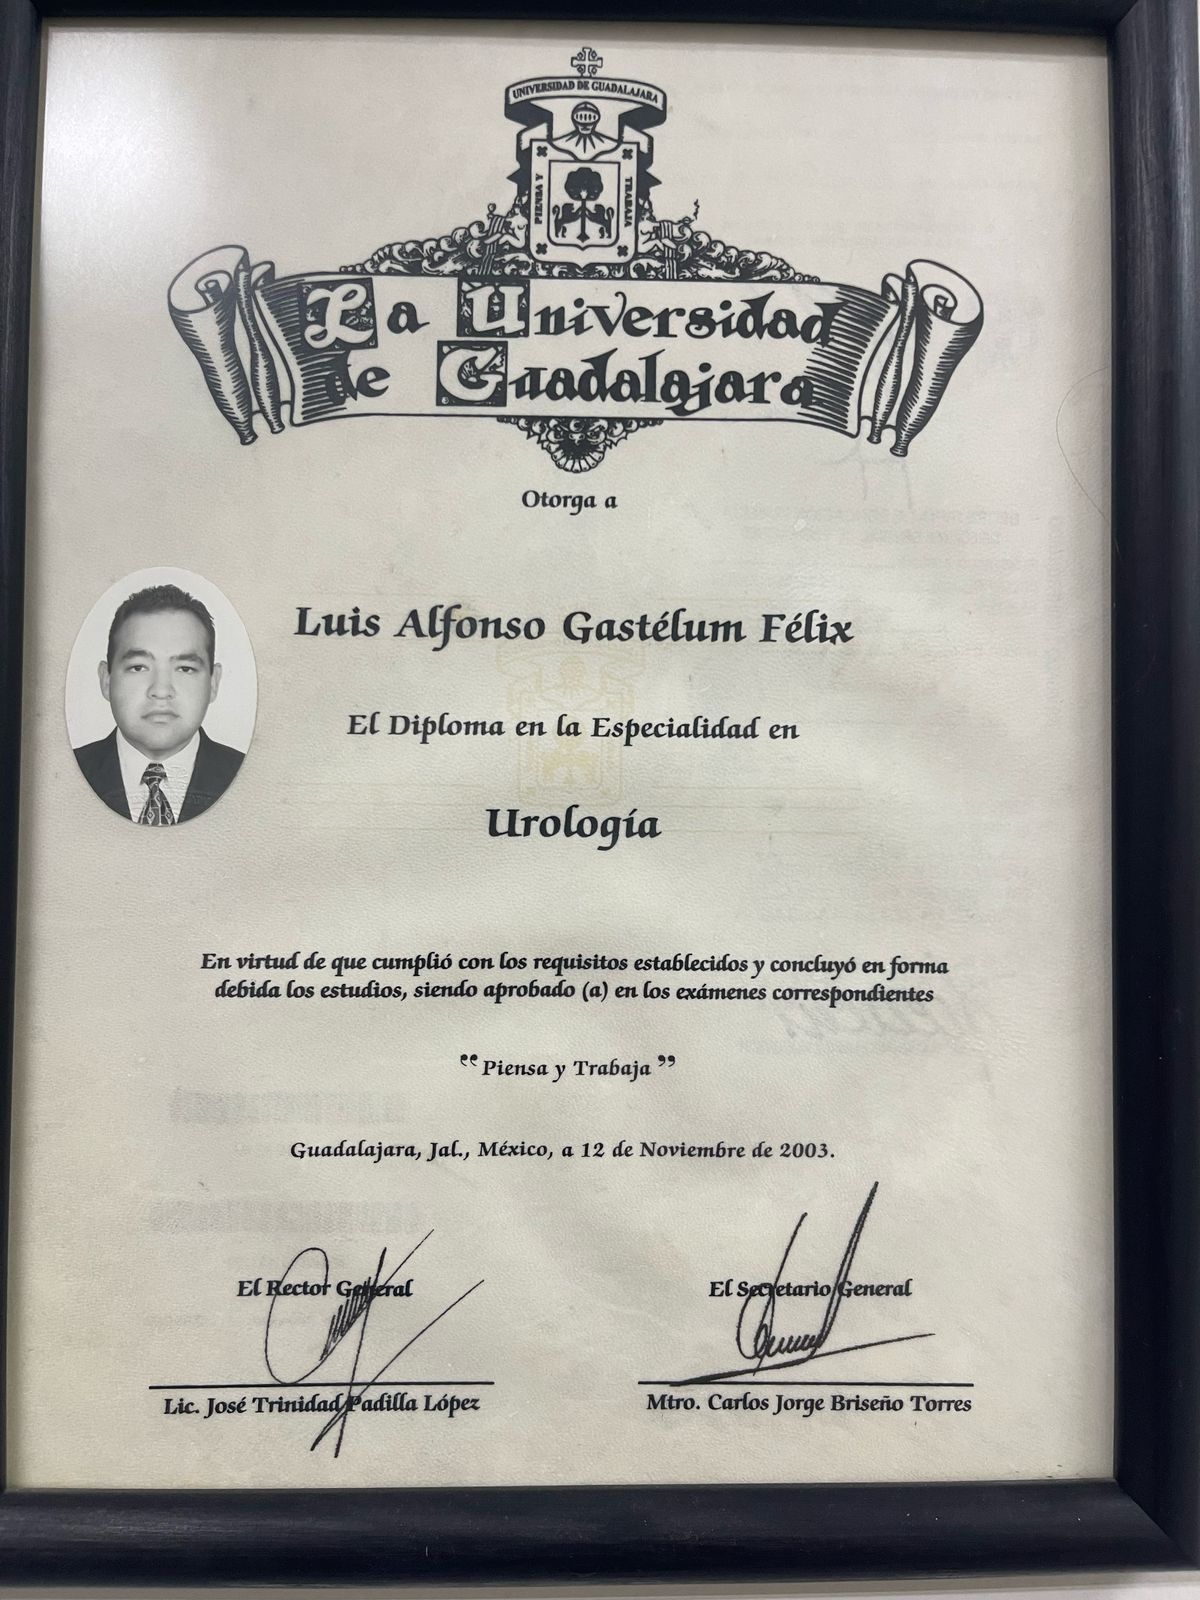 UNIVERSIDAD DE GUADALAJARA
PIENSA Y
TRABAJA
La Universidad
de Guadalajara
Otorga a
Luis Alfonso Gastélum Félix
El Diploma en la Especialidad en
Urología
En virtud de que cumplió con los requisitos establecidos y concluyó en forma
debida los estudios, siendo aprobado (a) en los exámenes correspondientes
“Piensa y Trabaja”
Guadalajara, Jal., México, a 12 de Noviembre de 2003.
El Rector General
El Secretario General
Lic. José Trinidad Padilla López
Mtro. Carlos Jorge Briseño Torres